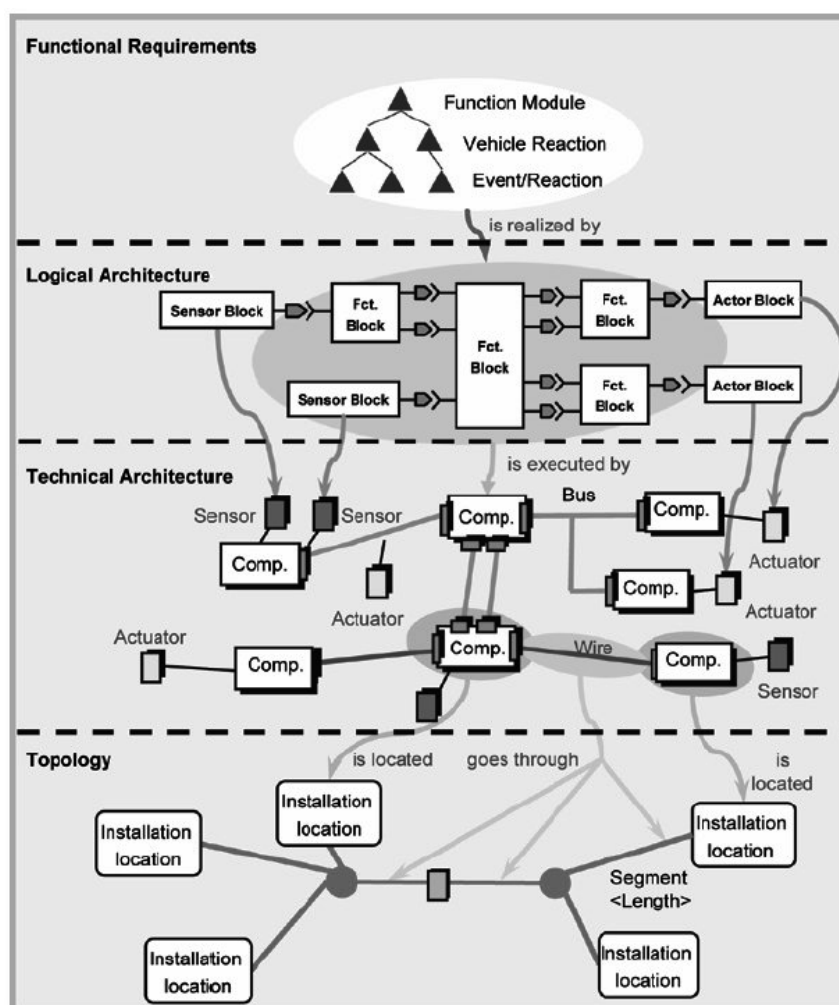 Functional Requirements
Function Module
Vehicle Reaction
Event/Reaction
is realized by
Logical Architecture
Sensor Block
Fct.
Block
Fct.
Block
Fct.
Block
Actor Block
Sensor Block
Fct.
Block
Actor Block
is executed by
Technical Architecture
Bus
Sensor
Sensor
Comp.
Comp.
Comp.
Actuator
Comp.
Actuator
Actuator
Actuator
Comp.
Comp.
Wire
Comp.
Sensor
Topology
is located
goes through
is
located
Installation
location
Installation
location
Installation
location
Segment
<Length>
Installation
location
Installation
location